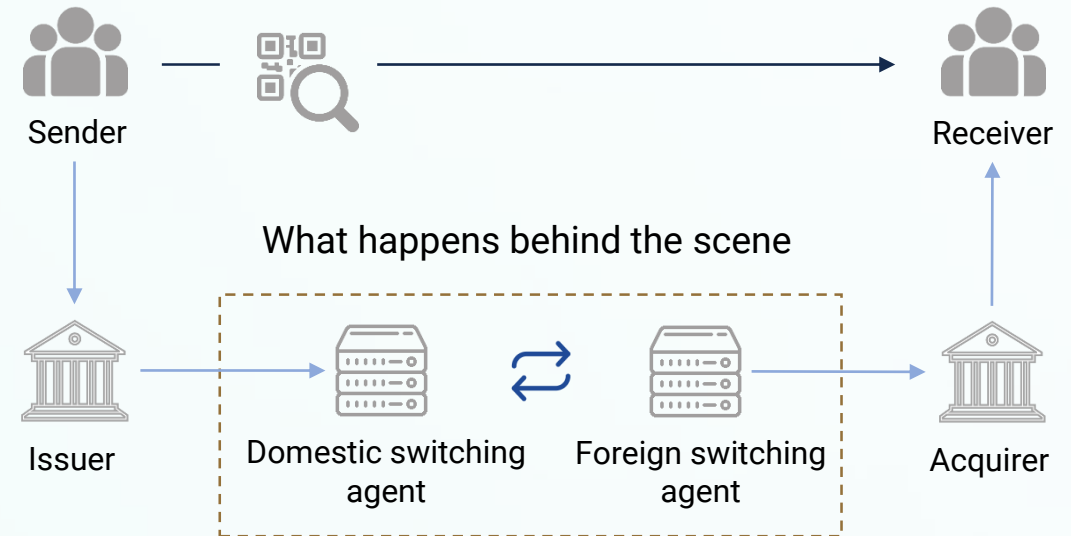 Sender
Receiver
What happens behind the scene
Issuer
Domestic switching
agent
Foreign switching
agent
Acquirer